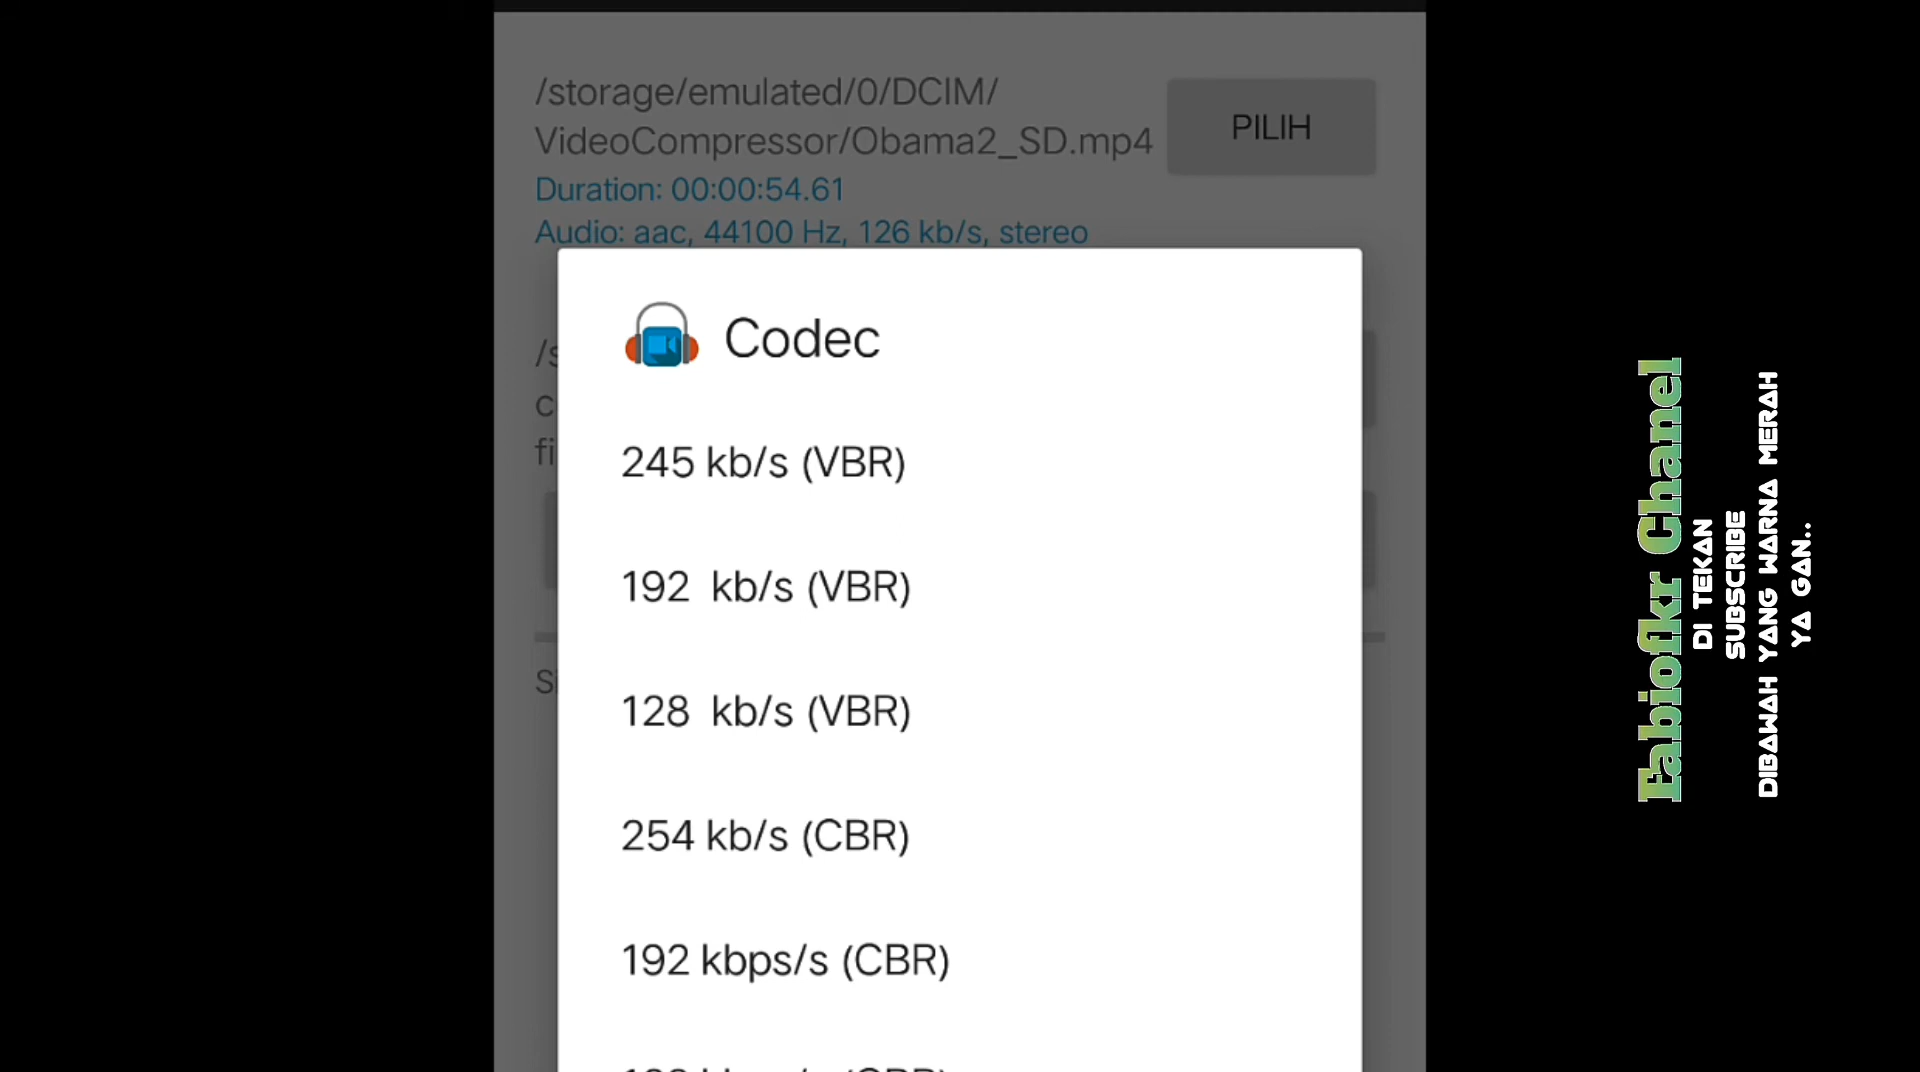 /storage/emulated/0/DCIM/
VideoCompressor/Obama2_SD.mp4
PILIH
Duration: 00:00:54.61
Audio: aac, 44100 Hz, 126 kb/s, stereo
Codec
245 kb/s (VBR)
192 kb/s (VBR)
128 kb/s (VBR)
254 kb/s (CBR)
192 kbps/s (CBR)
Fabiofkr Chanel
DI TEKAN
SUBSCRIBE
DIBAWAH YANG WARNA MERAH
YA GAN..